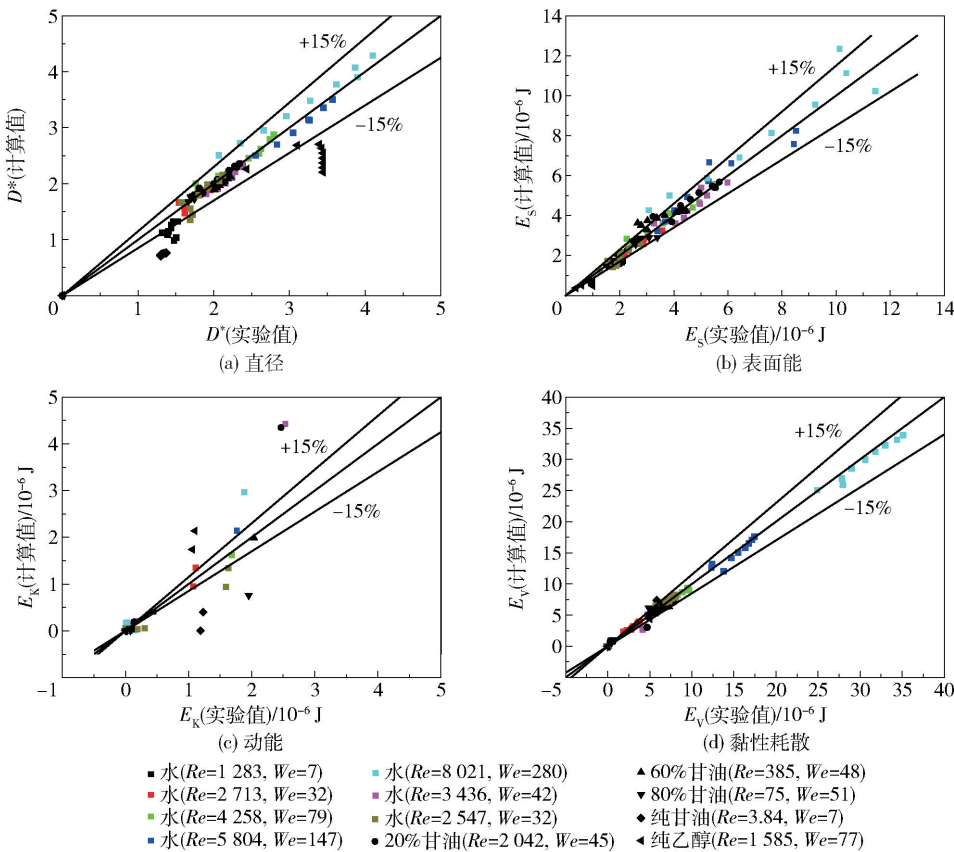 5
4
3
2
1
0
D*(计算值)
+15%
−15%
0 1 2 3 4 5
D*(实验值)
(a) 直径
14
12
10
8
6
4
2
0
E_S(计算值)/10⁻⁶ J
+15%
−15%
0 2 4 6 8 10 12 14
E_S(实验值)/10⁻⁶ J
(b) 表面能
5
4
3
2
1
0
−1
E_K(计算值)/10⁻⁶ J
+15%
−15%
0 1 2 3 4 5
E_K(实验值)/10⁻⁶ J
(c) 动能
40
35
30
25
20
15
10
5
0
−5
E_V(计算值)/10⁻⁶ J
+15%
−15%
0 5 10 15 20 25 30 35 40
E_V(实验值)/10⁻⁶ J
(d) 黏性耗散
水(Re=1 283, We=7)
水(Re=2 713, We=32)
水(Re=4 258, We=79)
水(Re=5 804, We=147)
水(Re=8 021, We=280)
水(Re=3 436, We=42)
水(Re=2 547, We=32)
20%甘油(Re=2 042, We=45)
60%甘油(Re=385, We=48)
80%甘油(Re=75, We=51)
纯甘油(Re=3.84, We=7)
纯乙醇(Re=1 585, We=77)